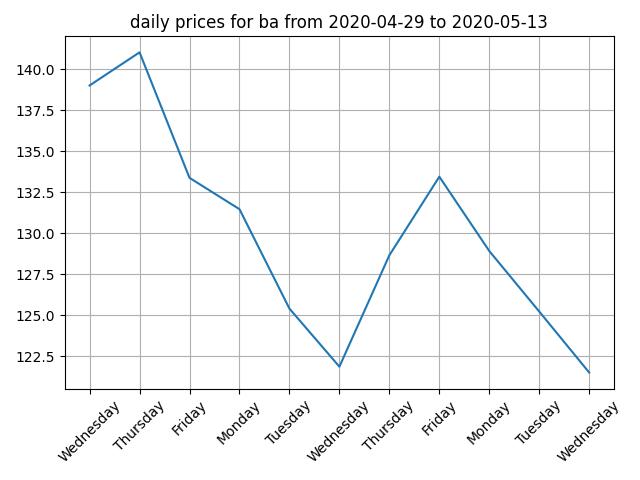 daily prices for ba from 2020-04-29 to 2020-05-13
140.0
137.5
135.0
132.5
130.0
127.5
125.0
122.5
Wednesday
Thursday
Friday
Monday
Tuesday
Wednesday
Thursday
Friday
Monday
Tuesday
Wednesday